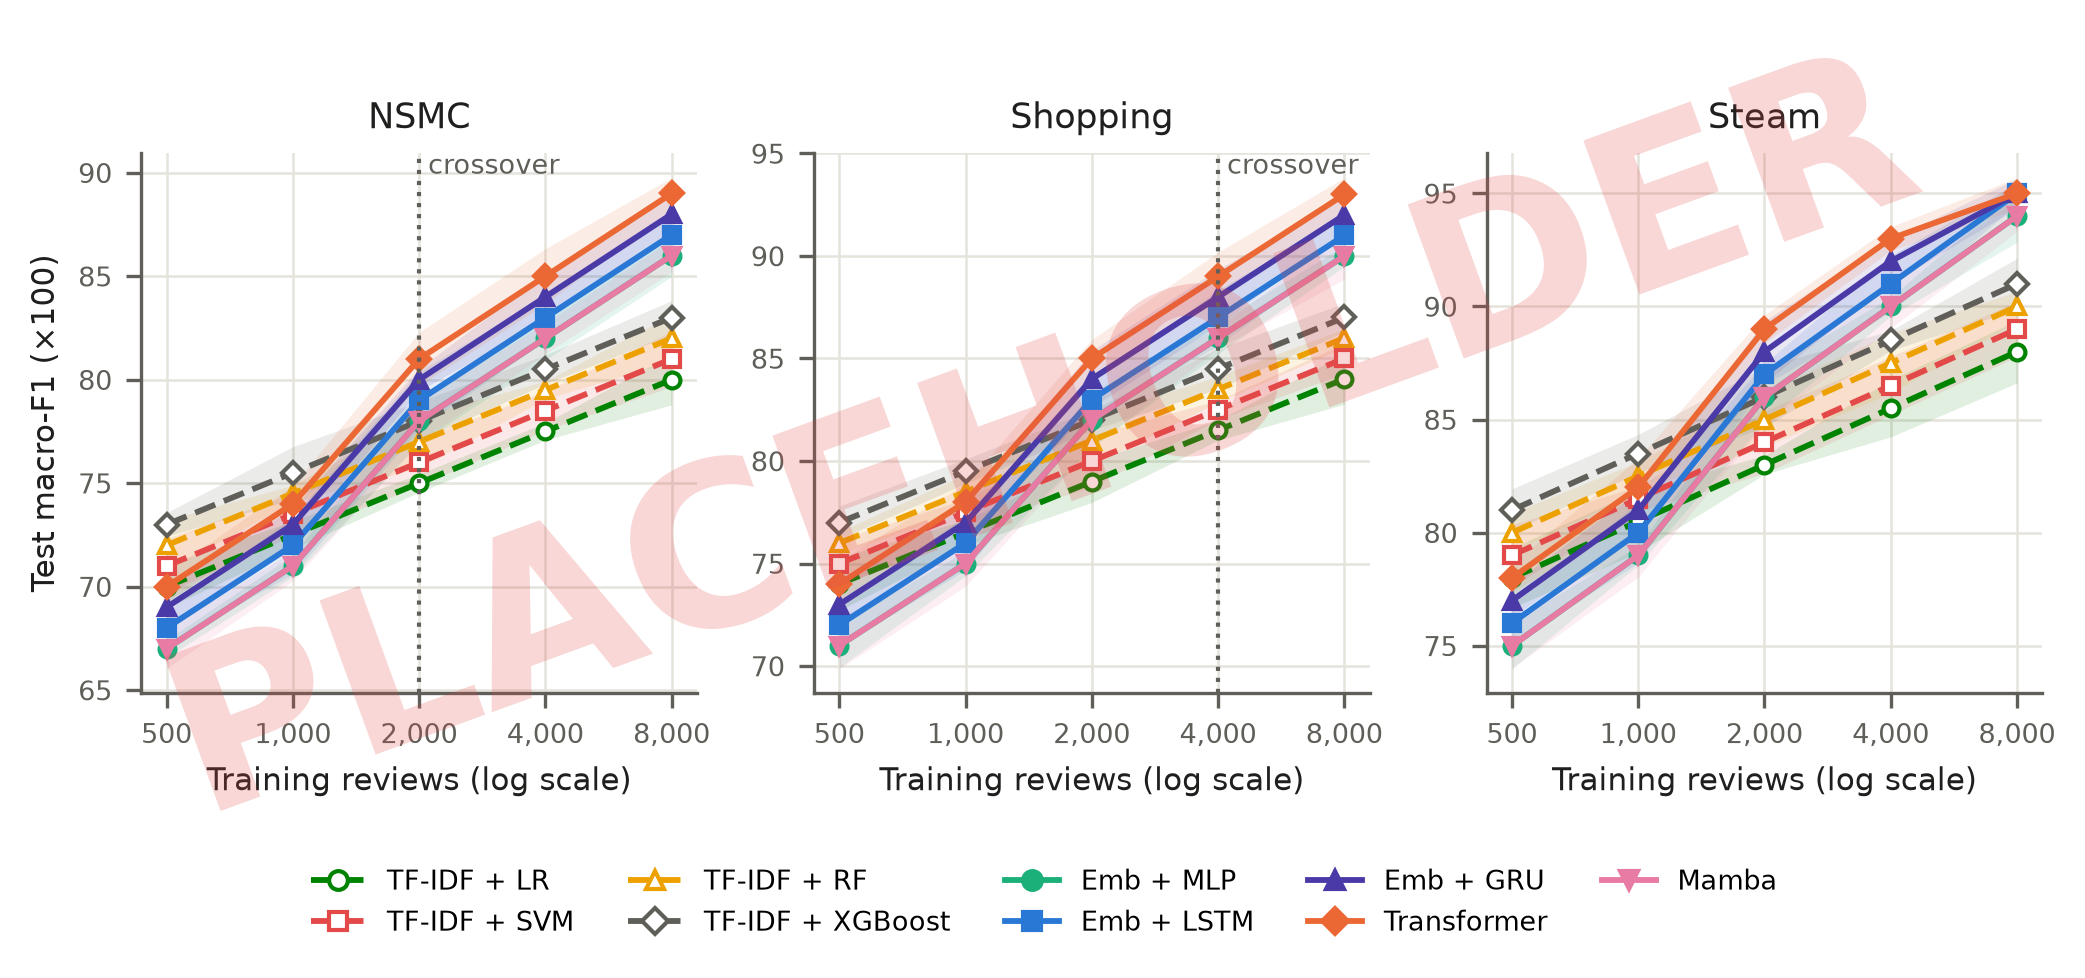 NSMC
Shopping
Steam
crossover
crossover
Test macro-F1 (×100)
90
85
80
75
70
65
95
90
85
80
75
70
95
90
85
80
75
500 1,000 2,000 4,000 8,000
500 1,000 2,000 4,000 8,000
500 1,000 2,000 4,000 8,000
Training reviews (log scale)
Training reviews (log scale)
Training reviews (log scale)
PLACEHOLDER
TF-IDF + LR
TF-IDF + SVM
TF-IDF + RF
TF-IDF + XGBoost
Emb + MLP
Emb + LSTM
Emb + GRU
Transformer
Mamba